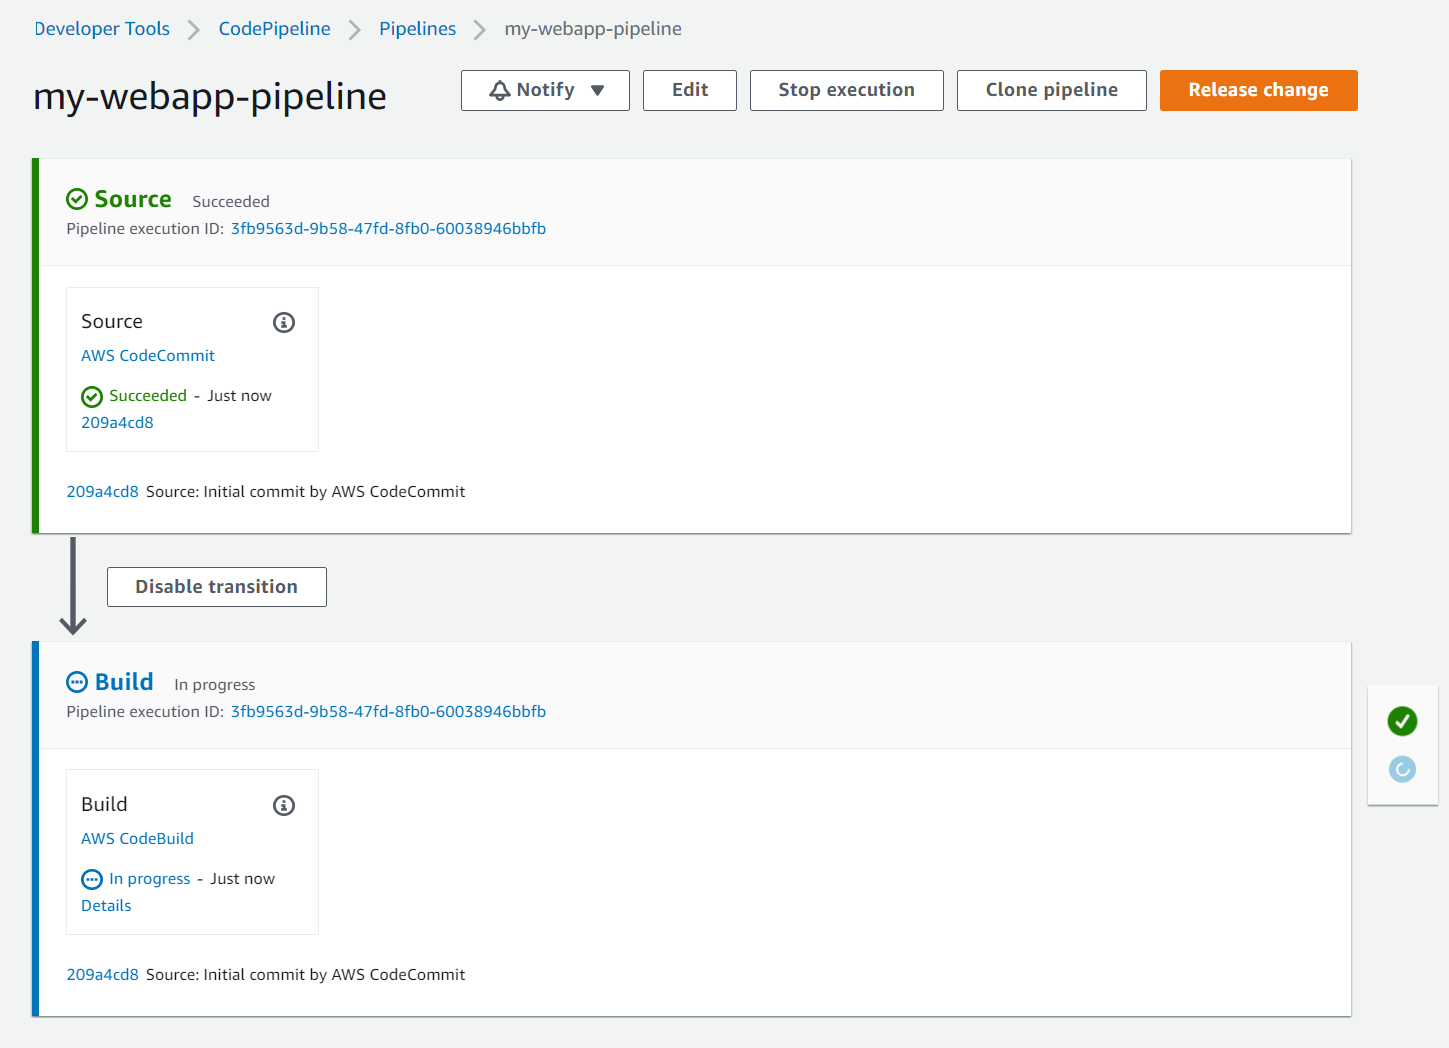 Developer Tools > CodePipeline > Pipelines > my-webapp-pipeline
my-webapp-pipeline
Notify ▼ Edit Stop execution Clone pipeline Release change
Source Succeeded
Pipeline execution ID: 3fb9563d-9b58-47fd-8fb0-60038946bbfb
Source
AWS CodeCommit
Succeeded - Just now
209a4cd8
209a4cd8 Source: Initial commit by AWS CodeCommit
Disable transition
Build In progress
Pipeline execution ID: 3fb9563d-9b58-47fd-8fb0-60038946bbfb
Build
AWS CodeBuild
In progress - Just now
Details
209a4cd8 Source: Initial commit by AWS CodeCommit